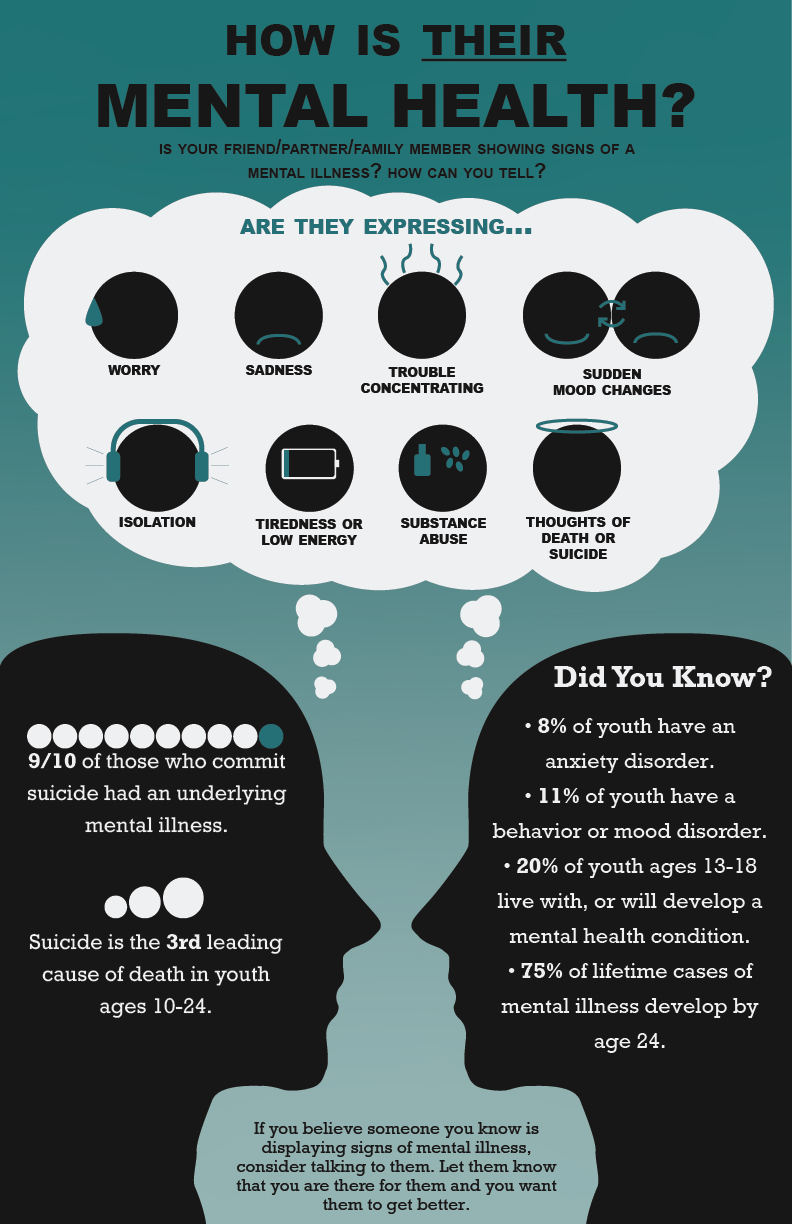 HOW IS THEIR
MENTAL HEALTH?
IS YOUR FRIEND/PARTNER/FAMILY MEMBER SHOWING SIGNS OF A
MENTAL ILLNESS? HOW CAN YOU TELL?
ARE THEY EXPRESSING...
WORRY
SADNESS
TROUBLE
CONCENTRATING
SUDDEN
MOOD CHANGES
ISOLATION
TIREDNESS OR
LOW ENERGY
SUBSTANCE
ABUSE
THOUGHTS OF
DEATH OR
SUICIDE
9/10 of those who commit
suicide had an underlying
mental illness.
Suicide is the 3rd leading
cause of death in youth
ages 10-24.
Did You Know?
• 8% of youth have an
anxiety disorder.
• 11% of youth have a
behavior or mood disorder.
• 20% of youth ages 13-18
live with, or will develop a
mental health condition.
• 75% of lifetime cases of
mental illness develop by
age 24.
If you believe someone you know is
displaying signs of mental illness,
consider talking to them. Let them know
that you are there for them and you want
them to get better.